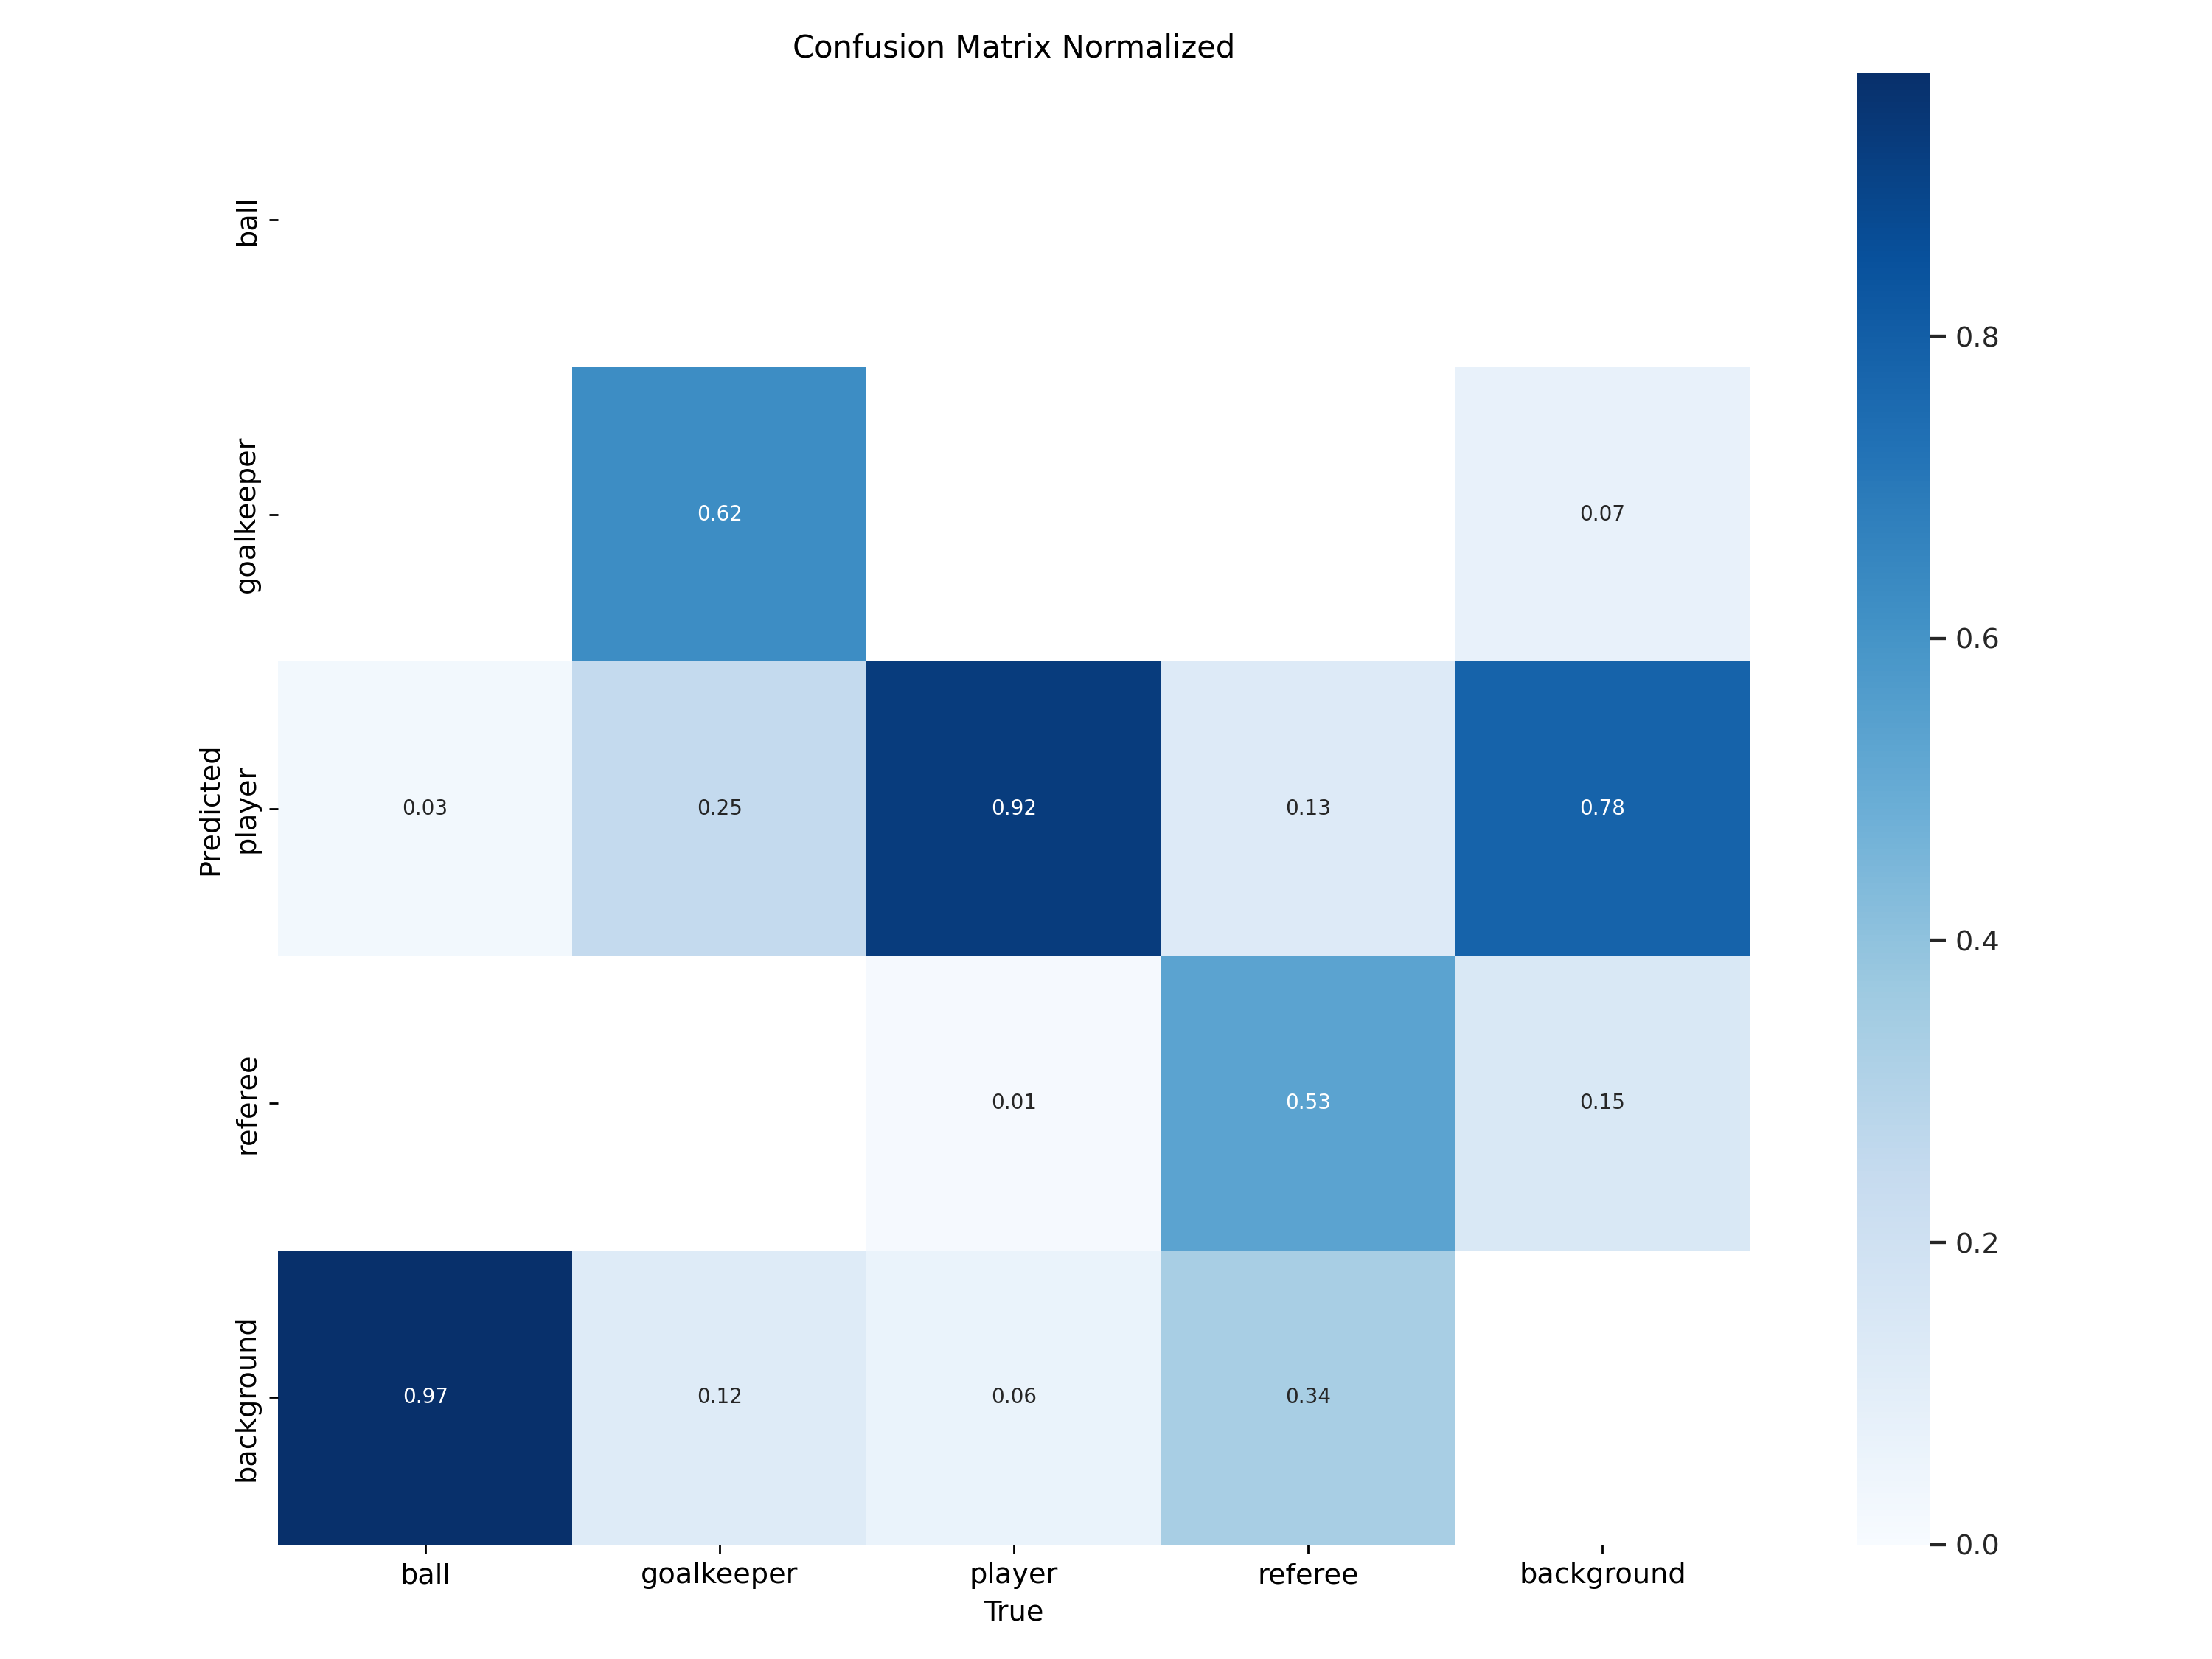 Confusion Matrix Normalized
ball
goalkeeper
0.62
0.07
0.8
0.6
Predicted
player
0.03
0.25
0.92
0.13
0.78
0.4
referee
0.01
0.53
0.15
0.2
background
0.97
0.12
0.06
0.34
0.0
ball
goalkeeper
player
referee
background
True